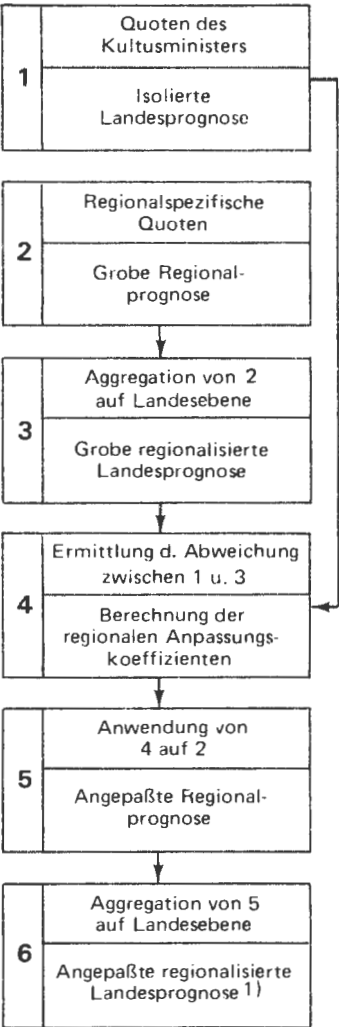 1
Quoten des
Kultusministers
Isolierte
Landesprognose
2
Regionalspezifische
Quoten
Grobe Regional-
prognose
3
Aggregation von 2
auf Landesebene
Grobe regionalisierte
Landesprognose
4
Ermittlung d. Abweichung
zwischen 1 u. 3
Berechnung der
regionalen Anpassungs-
koeffizienten
5
Anwendung von
4 auf 2
Angepaßte Regional-
prognose
6
Aggregation von 5
auf Landesebene
Angepaßte regionalisierte
Landesprognose 1)